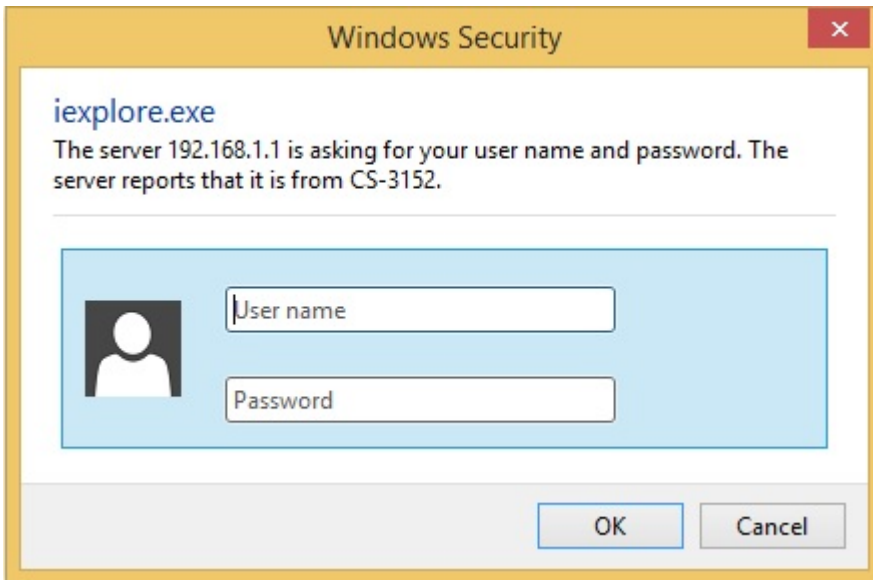 Windows Security
iexplore.exe
The server 192.168.1.1 is asking for your user name and password. The
server reports that it is from CS-3152.
User name
Password
OK
Cancel